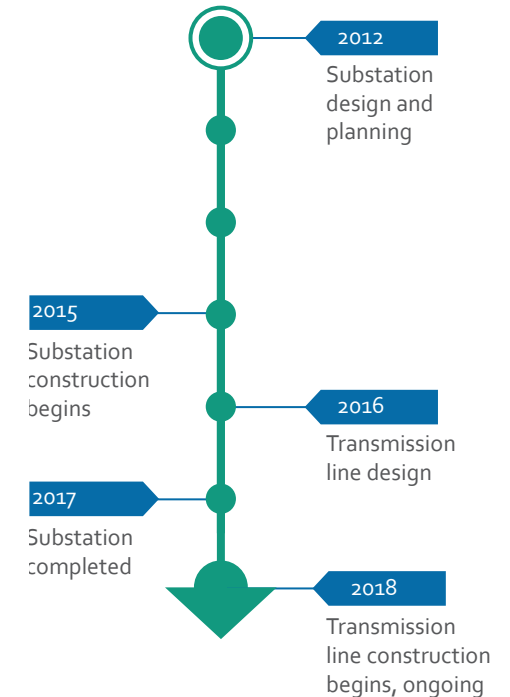 2012
Substation
design and
planning
2015
Substation
construction
begins
2016
Transmission
line design
2017
Substation
completed
2018
Transmission
line construction
begins, ongoing